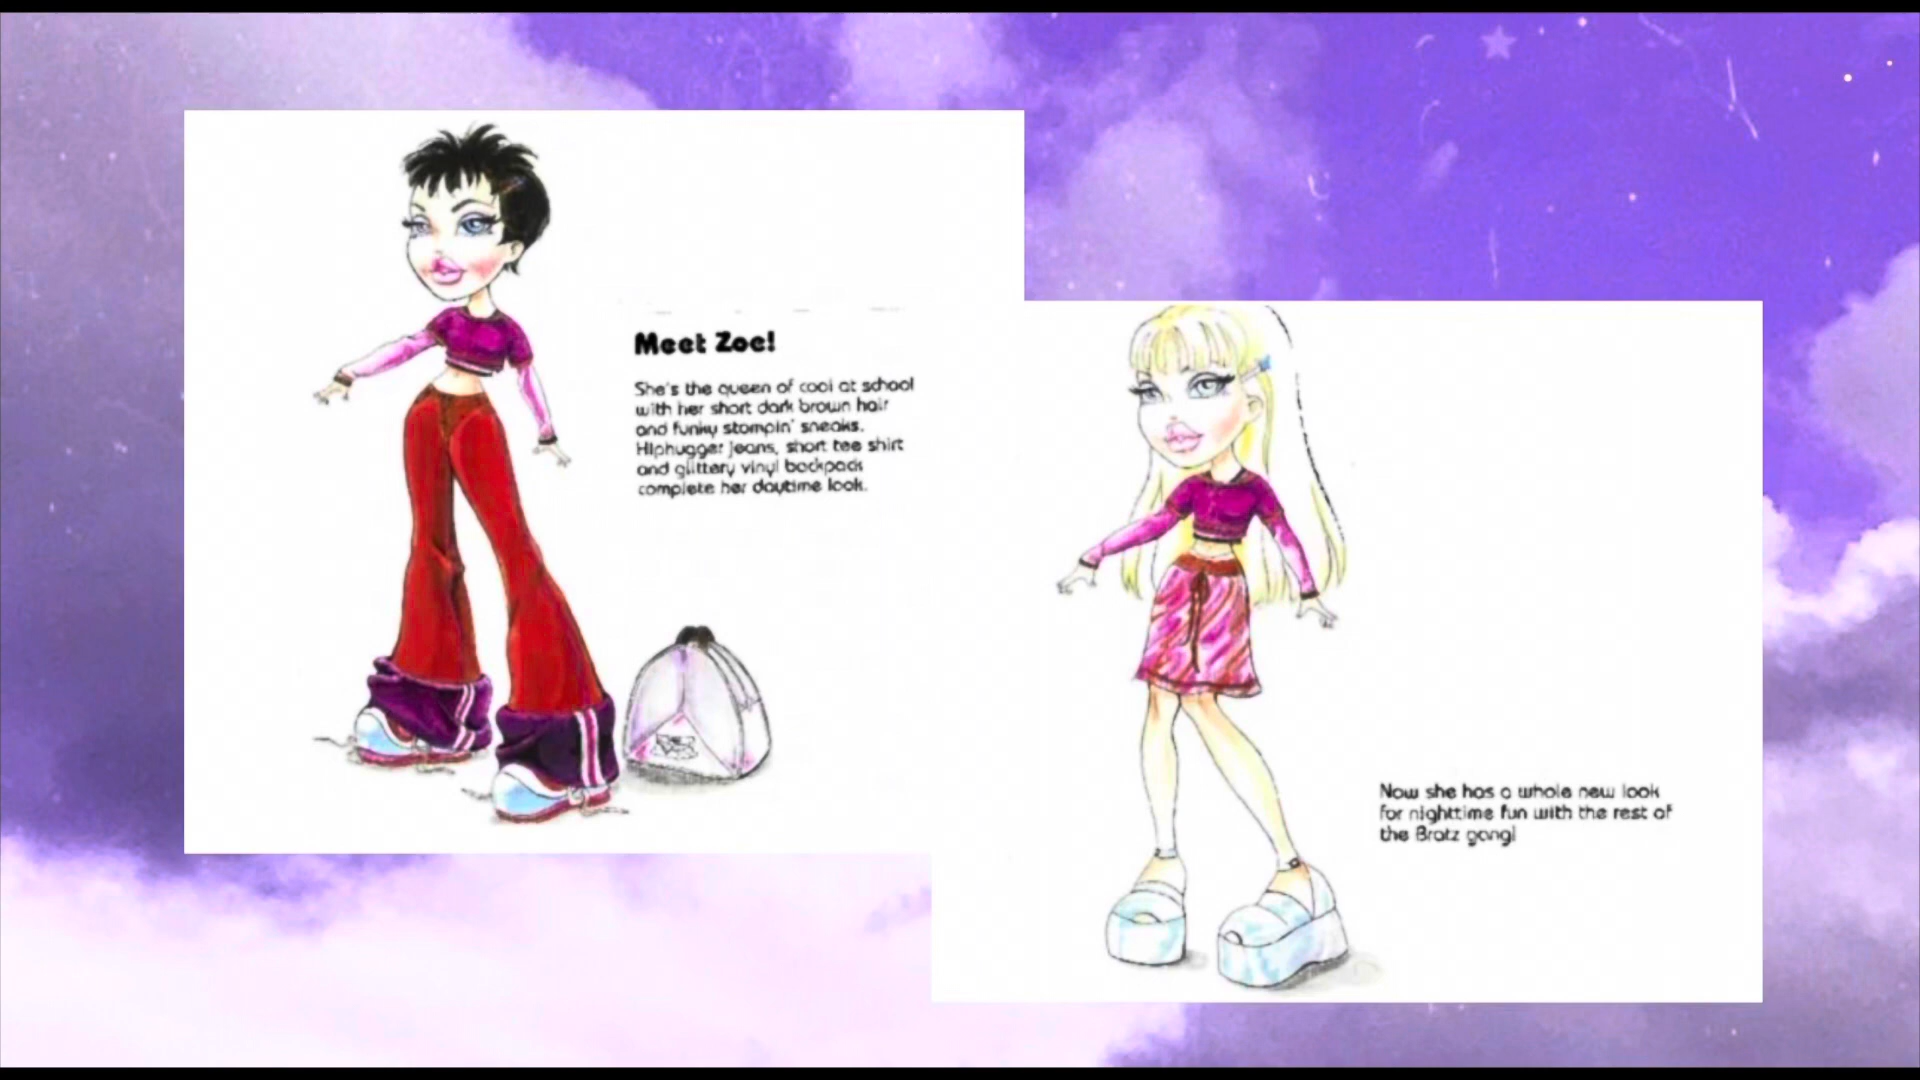 Meet Zoe!
She's the queen of cool at school
with her short dark brown hair
and funky stompin' sneaks.
Hiphugger jeans, short tee shirt
and glittery vinyl backpack
complete her daytime look.
Now she has a whole new look
for nighttime fun with the rest of
the Bratz gang!